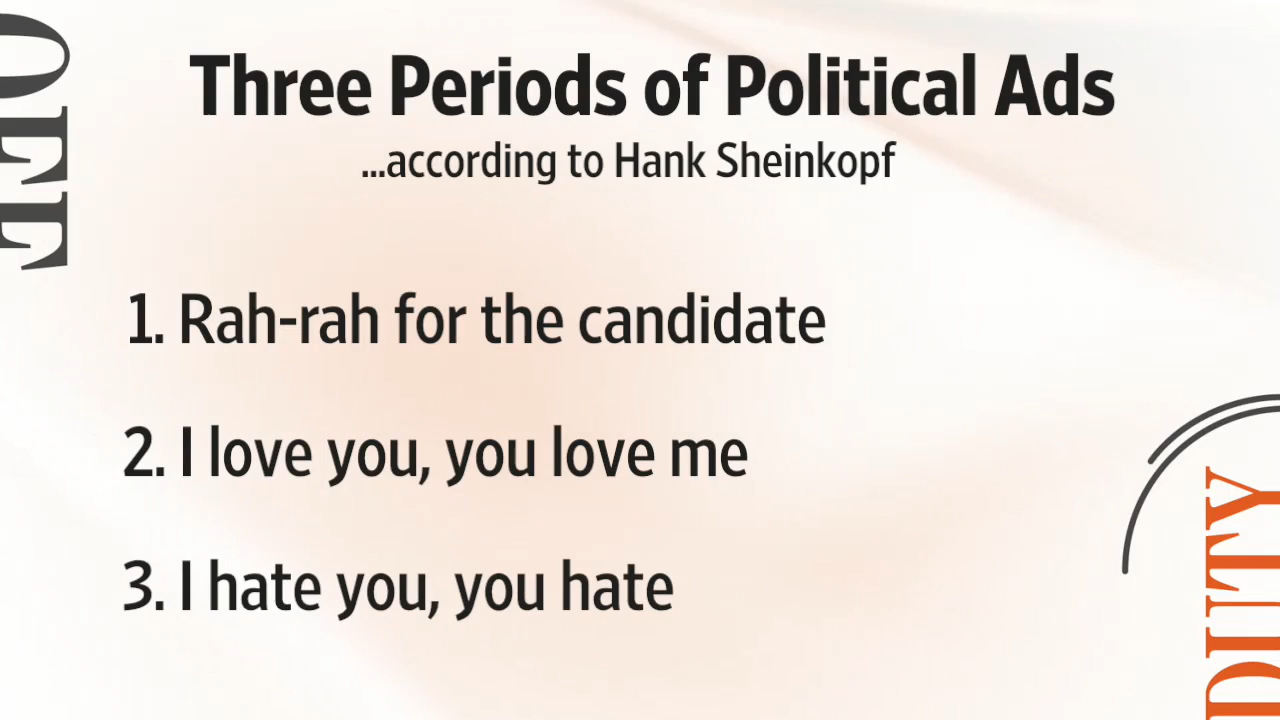 Three Periods of Political Ads
...according to Hank Sheinkopf
1. Rah-rah for the candidate
2. I love you, you love me
3. I hate you, you hate
DUTY